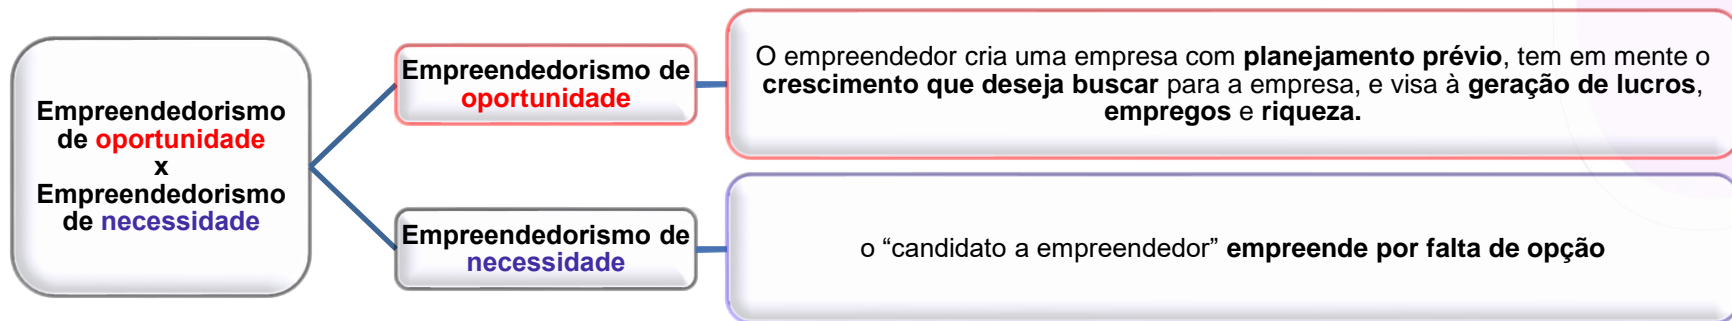 Empreendedorismo
de oportunidade
x
Empreendedorismo
de necessidade
Empreendedorismo de
oportunidade
O empreendedor cria uma empresa com planejamento prévio, tem em mente o
crescimento que deseja buscar para a empresa, e visa à geração de lucros,
empregos e riqueza.
Empreendedorismo de
necessidade
o “candidato a empreendedor” empreende por falta de opção